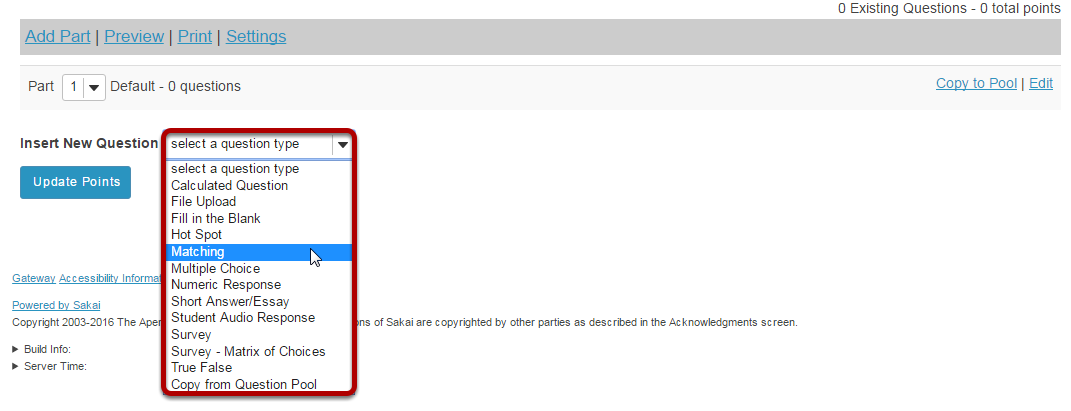 0 Existing Questions - 0 total points
Add Part | Preview | Print | Settings
Part 1 Default - 0 questions
Copy to Pool | Edit
Insert New Question select a question type
select a question type
Update Points
Calculated Question
File Upload
Fill in the Blank
Hot Spot
Matching
Multiple Choice
Numeric Response
Short Answer/Essay
Student Audio Response
Survey
Survey - Matrix of Choices
True False
Copy from Question Pool
Gateway Accessibility Informat
Powered by Sakai
Copyright 2003-2016 The Aper ns of Sakai are copyrighted by other parties as described in the Acknowledgments screen.
Build Info:
Server Time: